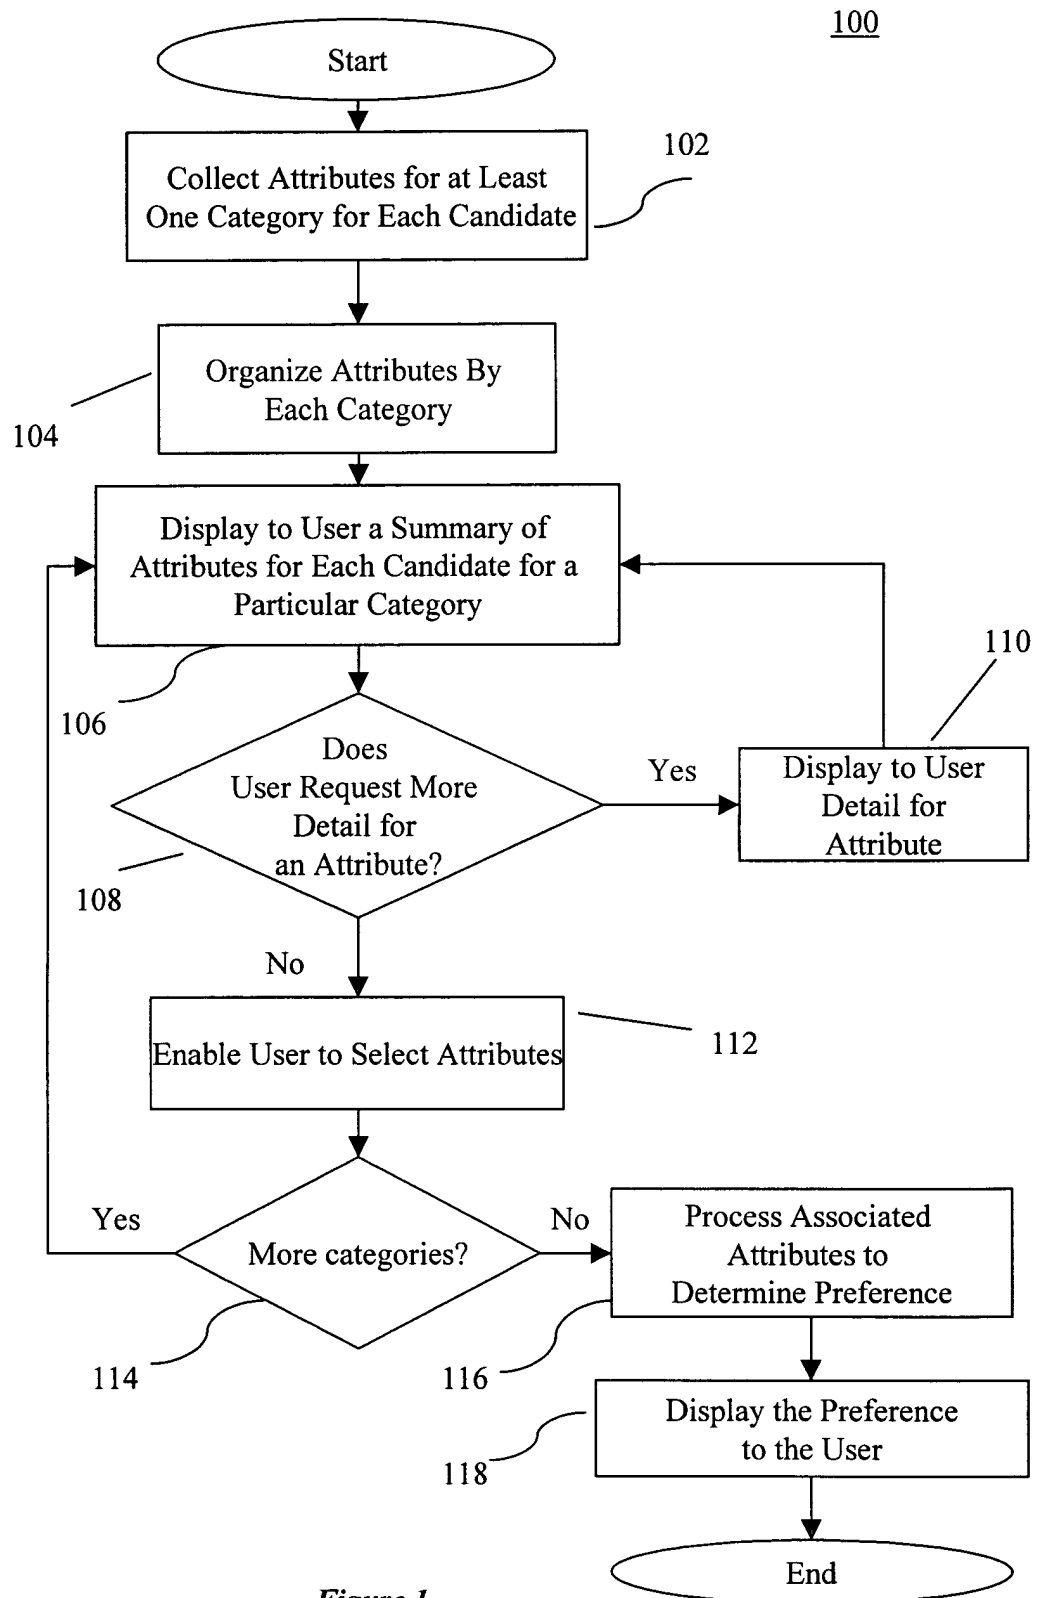 100
Start
102
Collect Attributes for at Least
One Category for Each Candidate
Organize Attributes By
Each Category
104
Display to User a Summary of
Attributes for Each Candidate for a
Particular Category
106
110
Does
User Request More
Detail for
an Attribute?
108
Yes
Display to User
Detail for
Attribute
No
Enable User to Select Attributes
112
Yes
More categories?
114
No
Process Associated
Attributes to
Determine Preference
116
Display the Preference
to the User
118
End
Figure 1